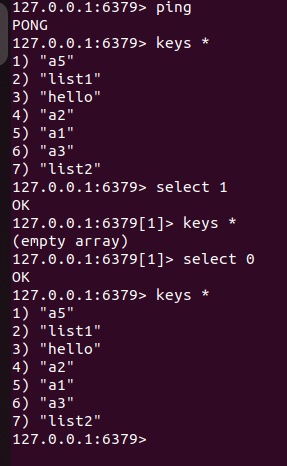 127.0.0.1:6379> ping
PONG
127.0.0.1:6379> keys *
1) "a5"
2) "list1"
3) "hello"
4) "a2"
5) "a1"
6) "a3"
7) "list2"
127.0.0.1:6379> select 1
OK
127.0.0.1:6379[1]> keys *
(empty array)
127.0.0.1:6379[1]> select 0
OK
127.0.0.1:6379> keys *
1) "a5"
2) "list1"
3) "hello"
4) "a2"
5) "a1"
6) "a3"
7) "list2"
127.0.0.1:6379>